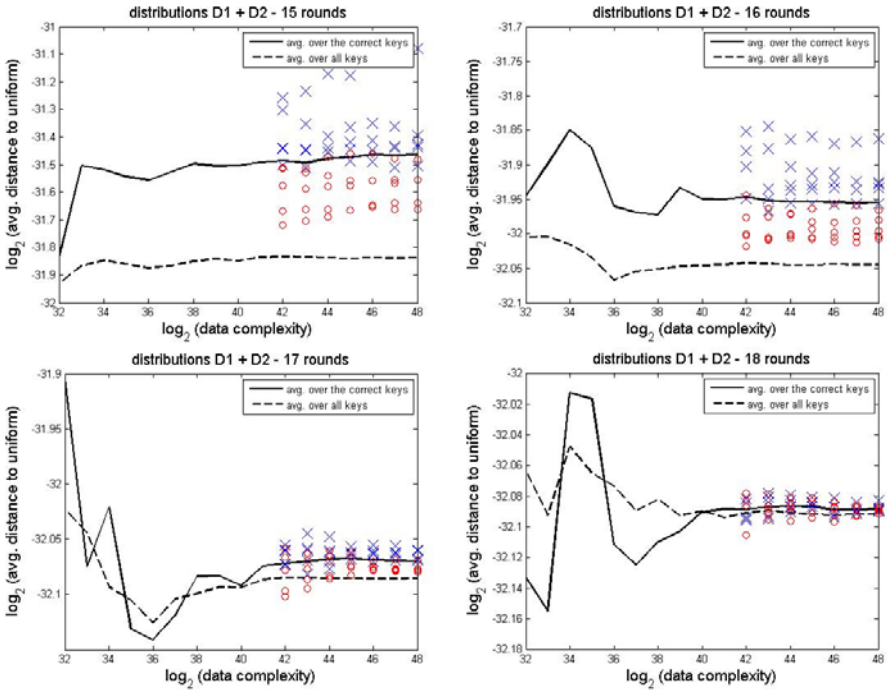 distributions D1 + D2 - 15 rounds
-31
-31.1
-31.2
-31.3
-31.4
-31.5
-31.6
-31.7
-31.8
-31.9
-32
avg. over the correct keys
avg. over all keys
log2 (avg. distance to uniform)
32 34 36 38 40 42 44 46 48
log2 (data complexity)
distributions D1 + D2 - 16 rounds
-31.7
-31.75
-31.8
-31.85
-31.9
-31.95
-32
-32.05
-32.1
avg. over the correct keys
avg. over all keys
log2 (avg. distance to uniform)
32 34 36 38 40 42 44 46 48
log2 (data complexity)
distributions D1 + D2 - 17 rounds
-31.9
-31.95
-32
-32.05
-32.1
avg. over the correct keys
avg. over all keys
log2 (avg. distance to uniform)
32 34 36 38 40 42 44 46 48
log2 (data complexity)
distributions D1 + D2 - 18 rounds
-32
-32.02
-32.04
-32.06
-32.08
-32.1
-32.12
-32.14
-32.16
-32.18
avg. over the correct keys
avg. over all keys
log2 (avg. distance to uniform)
32 34 36 38 40 42 44 46 48
log2 (data complexity)